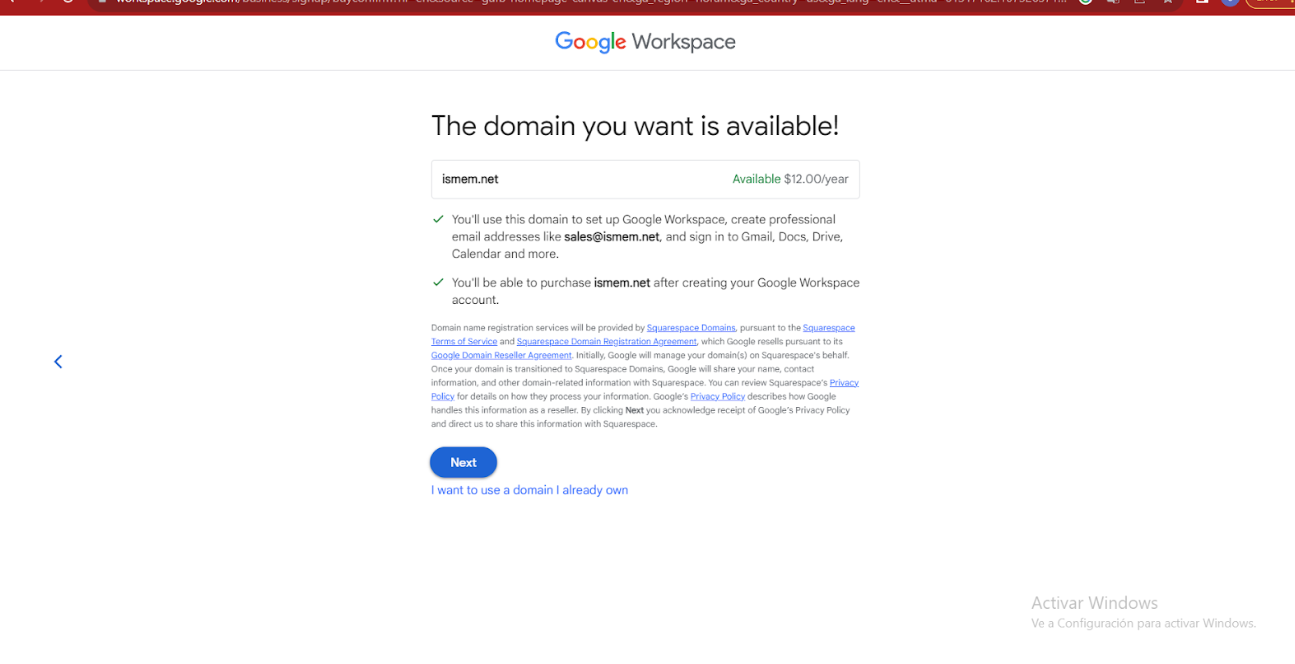 Google Workspace
The domain you want is available!
ismem.net Available $12.00/year
You'll use this domain to set up Google Workspace, create professional
email addresses like sales@ismem.net, and sign in to Gmail, Docs, Drive,
Calendar and more.
You'll be able to purchase ismem.net after creating your Google Workspace
account.
Domain name registration services will be provided by Squarespace Domains, pursuant to the Squarespace
Terms of Service and Squarespace Domain Registration Agreement, which Google resells pursuant to its
Google Domain Reseller Agreement. Initially, Google will manage your domain(s) on Squarespace's behalf.
Once your domain is transitioned to Squarespace Domains, Google will share your name, contact
information, and other domain-related information with Squarespace. You can review Squarespace's Privacy
Policy for details on how they process your information. Google's Privacy Policy describes how Google
handles this information as a reseller. By clicking Next you acknowledge receipt of Google's Privacy Policy
and direct us to share this information with Squarespace.
Next
I want to use a domain I already own
Activar Windows
Ve a Configuración para activar Windows.